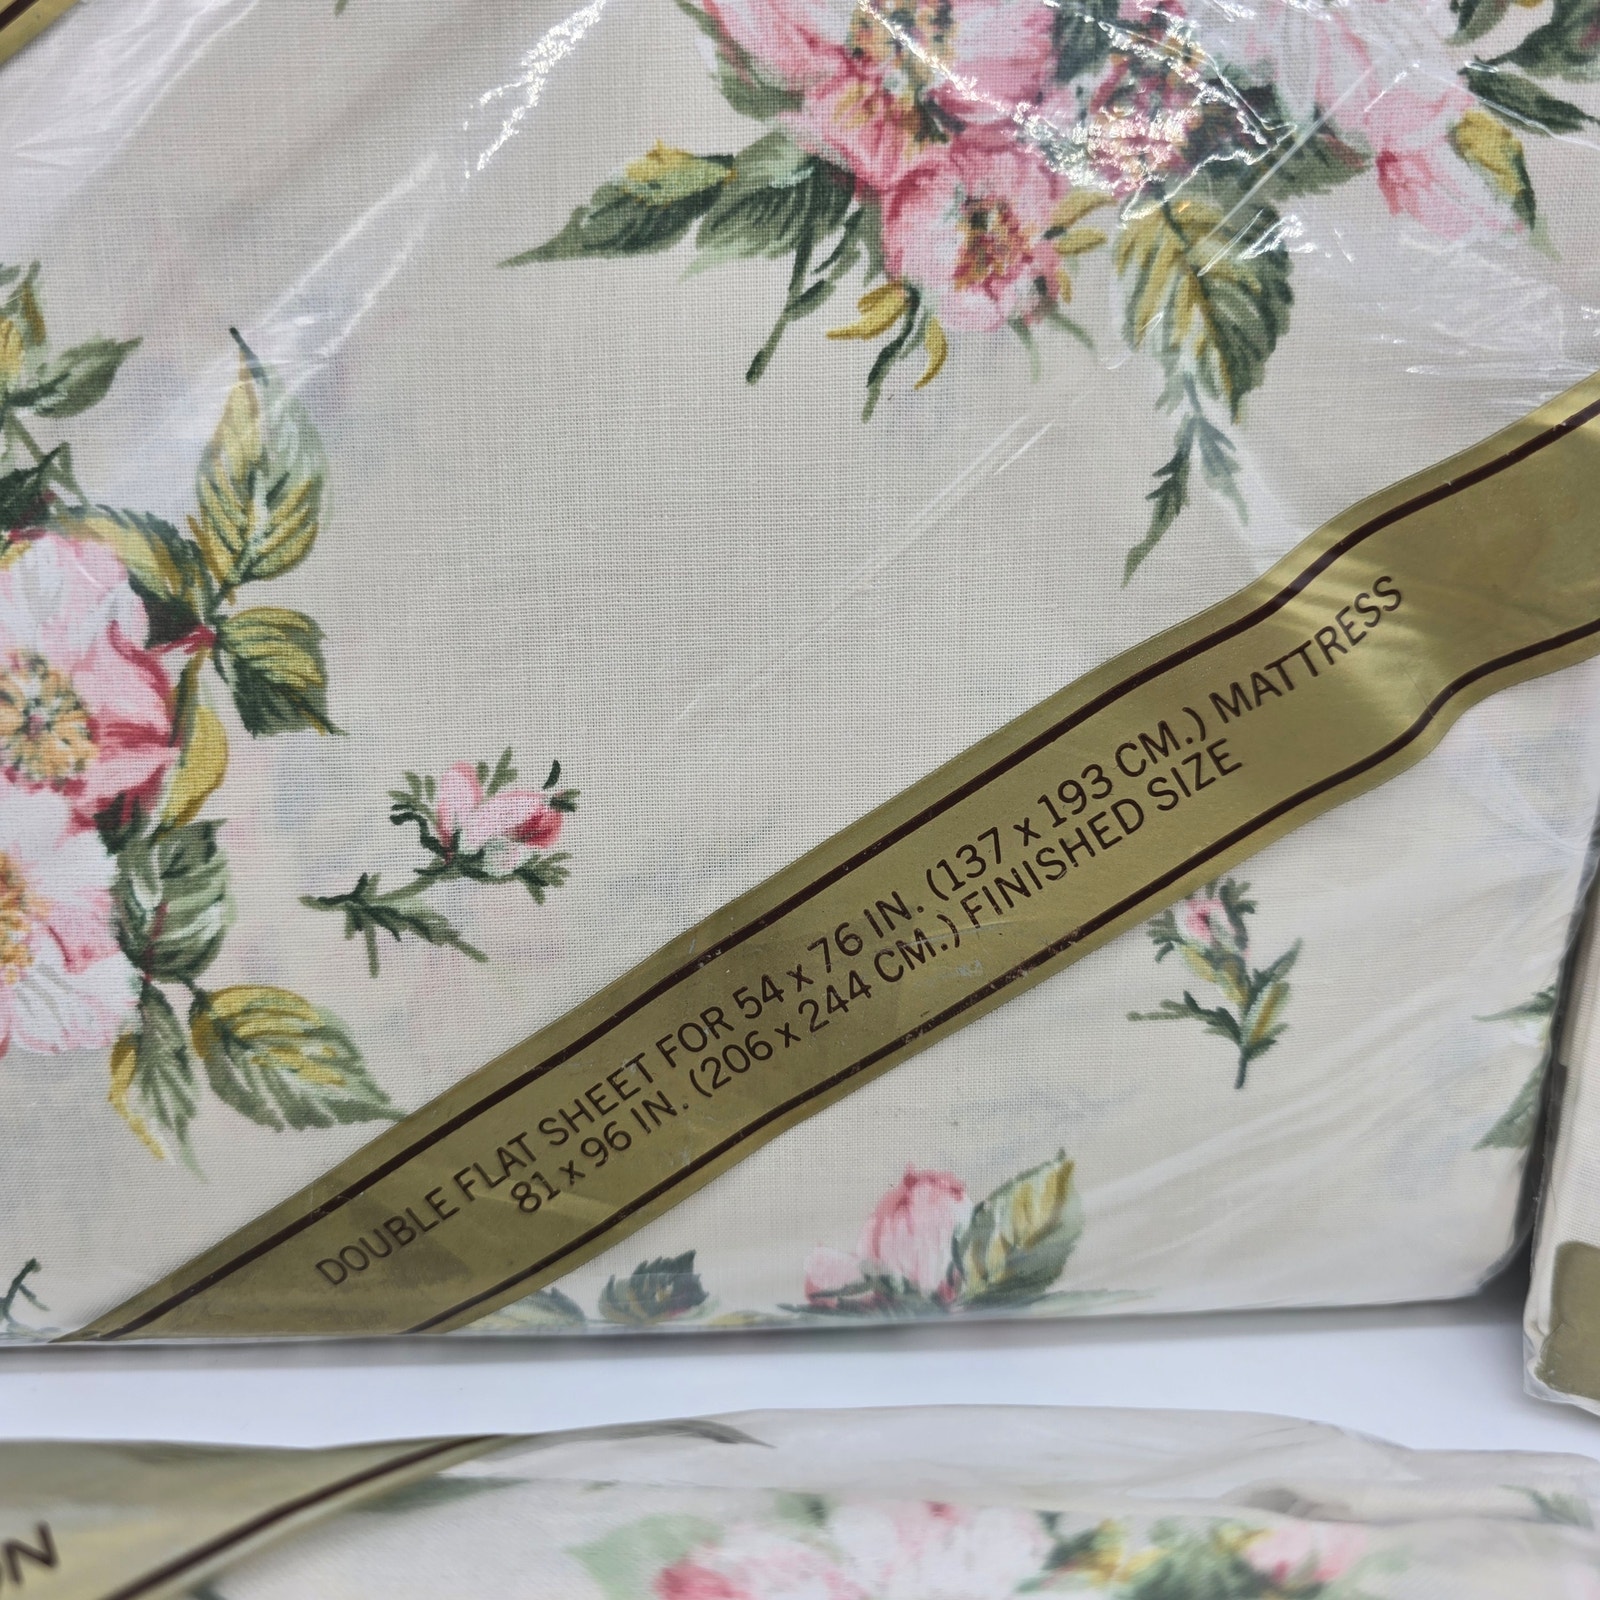 DOUBLE FLAT SHEET FOR 54 x 76 IN. (137 x 193 CM.) MATTRESS
81 x 96 IN. (206 x 244 CM.) FINISHED SIZE